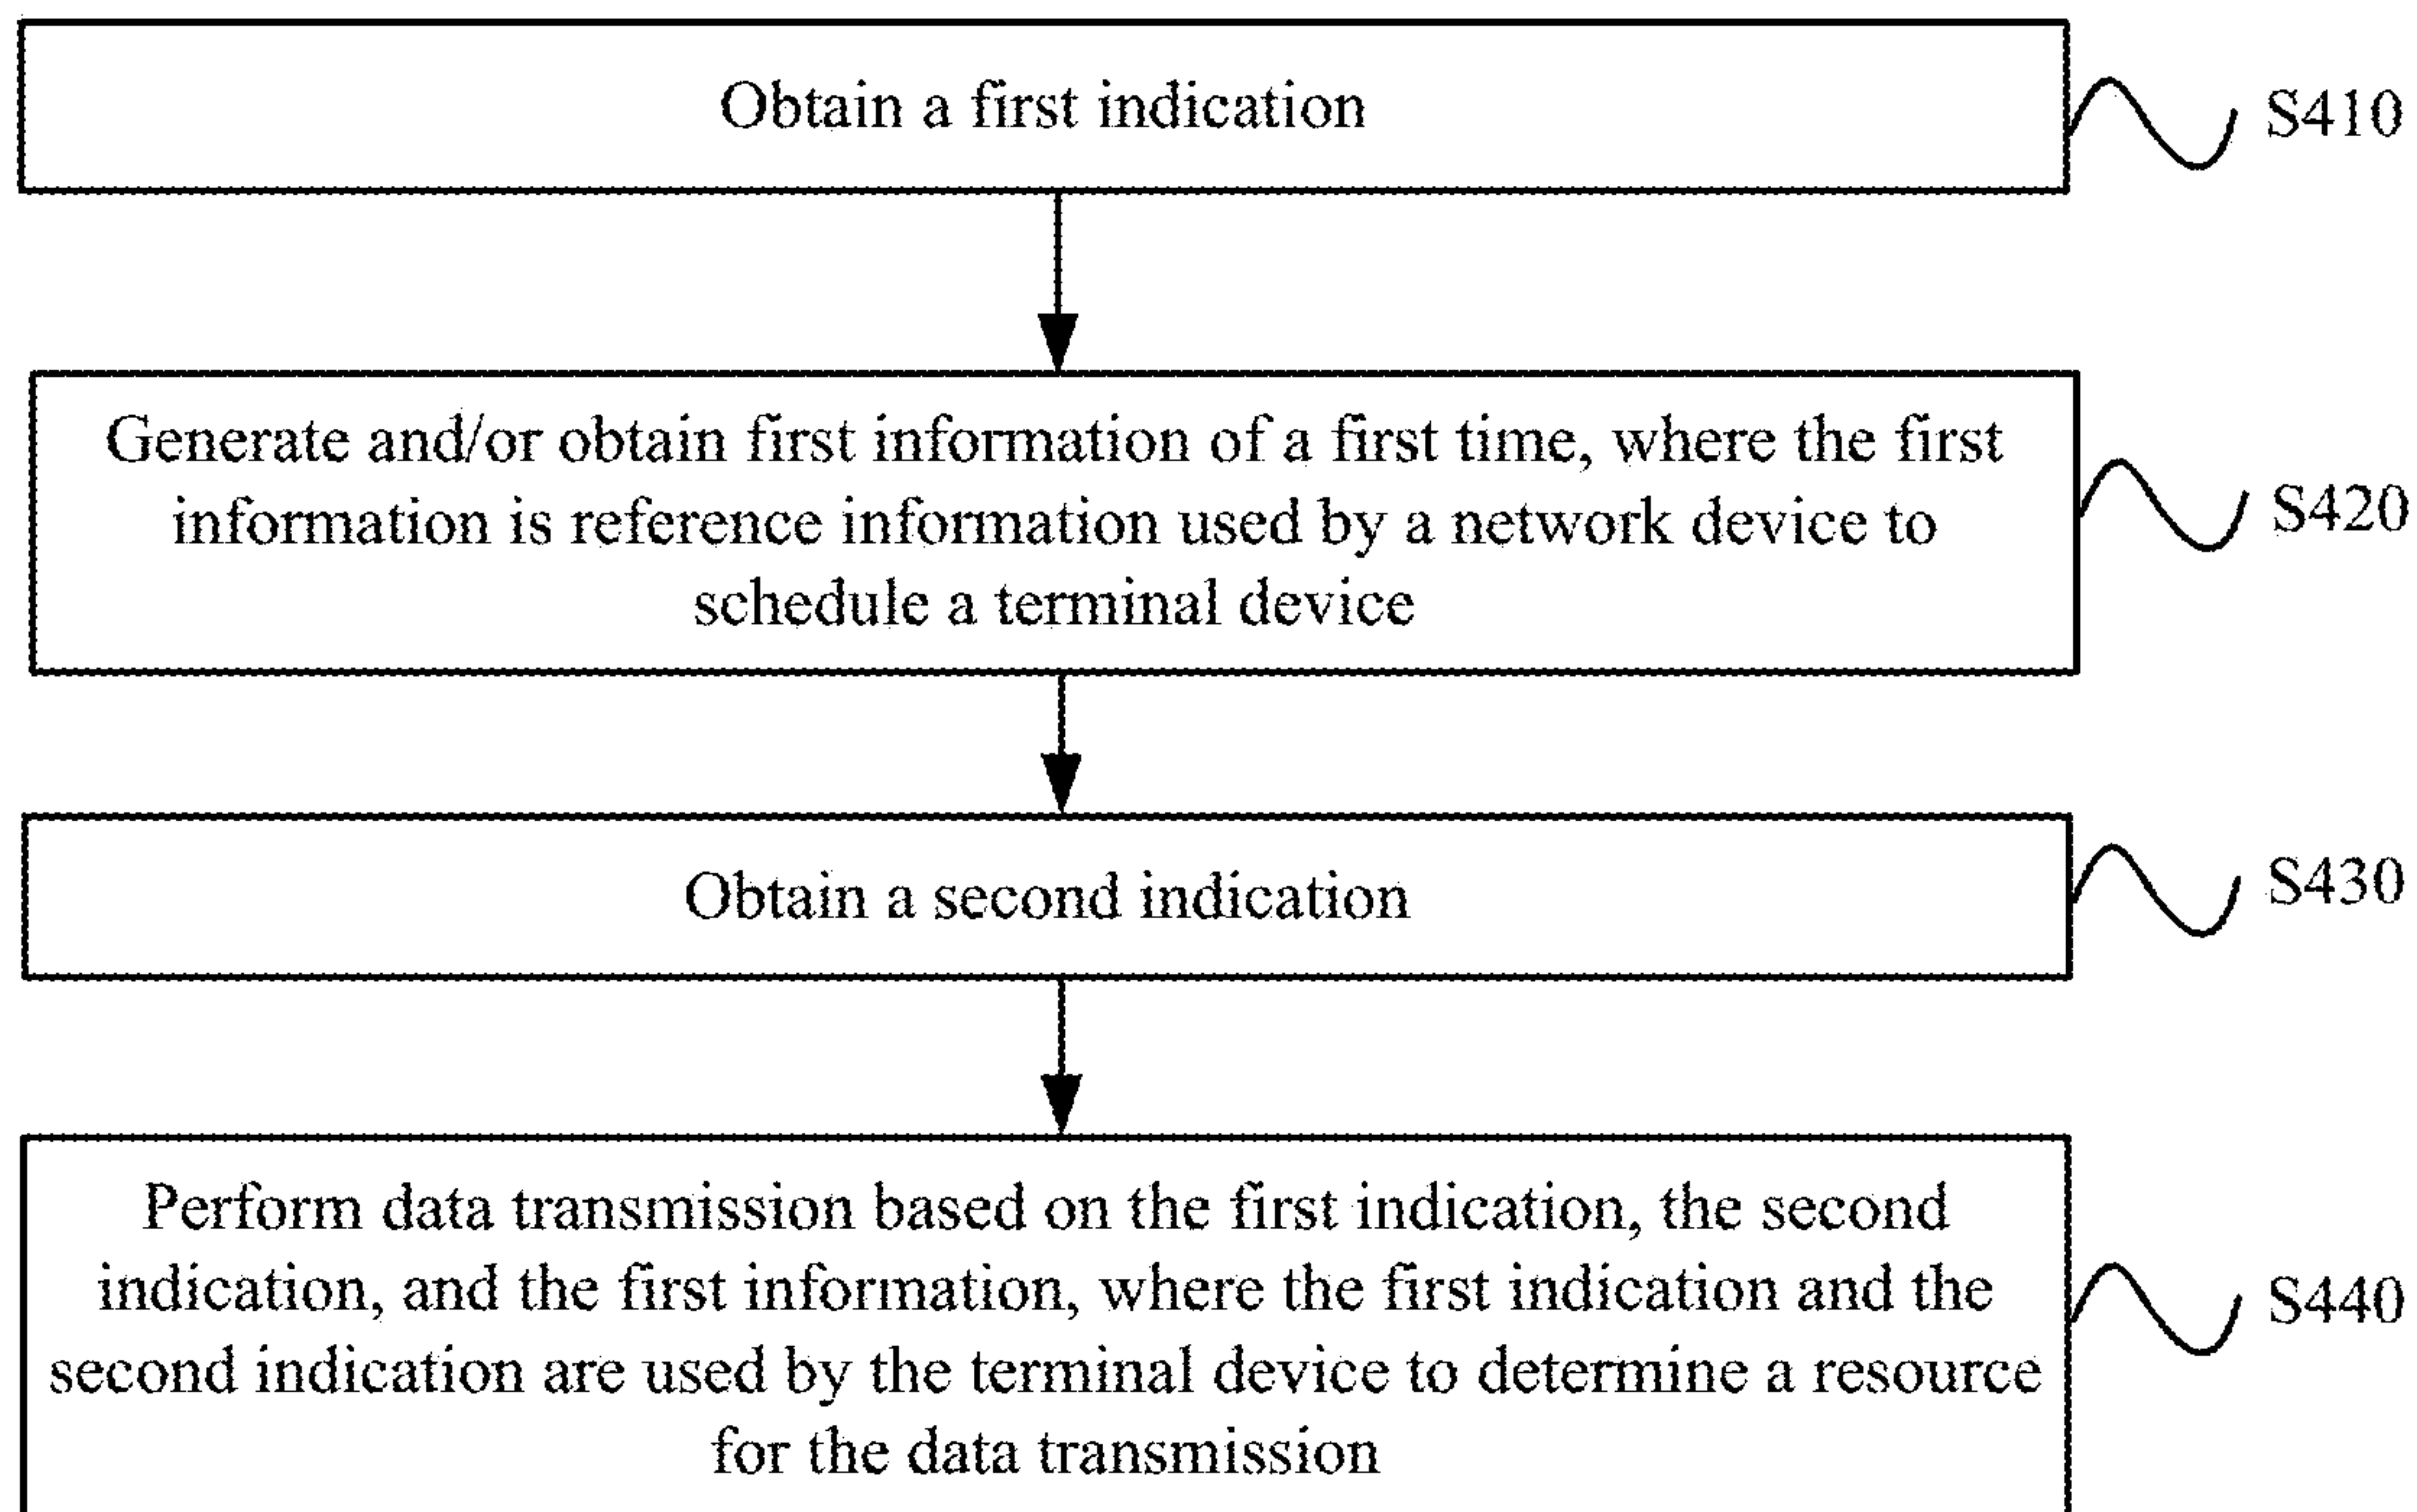 Obtain a first indication
S410
Generate and/or obtain first information of a first time, where the first
information is reference information used by a network device to
schedule a terminal device
S420
Obtain a second indication
S430
Perform data transmission based on the first indication, the second
indication, and the first information, where the first indication and the
second indication are used by the terminal device to determine a resource
for the data transmission
S440